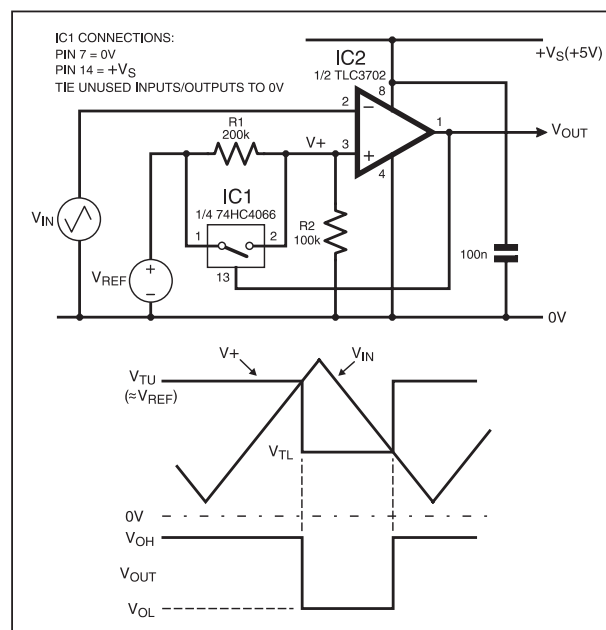 IC1 CONNECTIONS:
PIN 7 = 0V
PIN 14 = +VS
TIE UNUSED INPUTS/OUTPUTS TO 0V
IC2
1/2 TLC3702
+VS(+5V)
8
2
−
1
VOUT
R1
200k
V+
3
+
4
IC1
1/4 74HC4066
VIN
1
2
R2
100k
100n
VREF
+
−
13
0V
V+
VIN
VTU
(≈VREF)
VTL
0V
VOH
VOUT
VOL